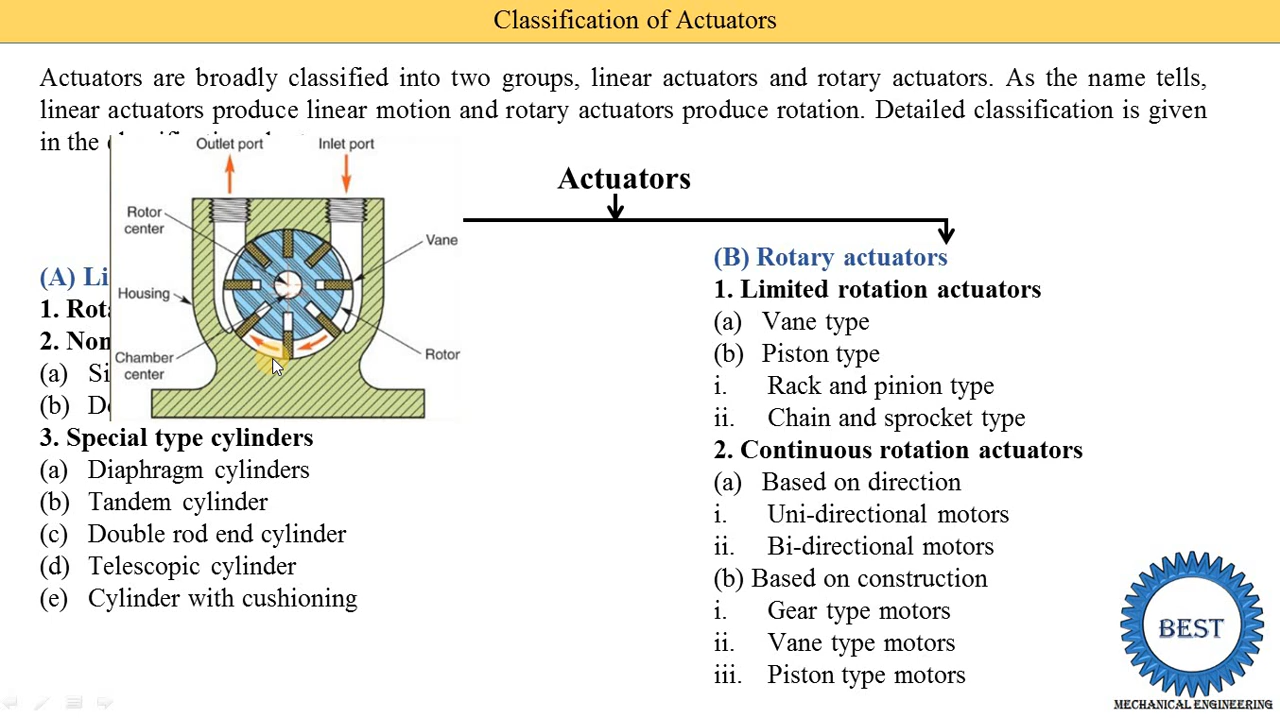 Classification of Actuators
Actuators are broadly classified into two groups, linear actuators and rotary actuators. As the name tells,
linear actuators produce linear motion and rotary actuators produce rotation. Detailed classification is given
in the
Outlet port
Inlet port
Rotor
center
Vane
Housing
Chamber
center
Rotor
Actuators
(A) Li
1. Rot
2. Non
(a) Si
(b) D
3. Special type cylinders
(a) Diaphragm cylinders
(b) Tandem cylinder
(c) Double rod end cylinder
(d) Telescopic cylinder
(e) Cylinder with cushioning
(B) Rotary actuators
1. Limited rotation actuators
(a) Vane type
(b) Piston type
i. Rack and pinion type
ii. Chain and sprocket type
2. Continuous rotation actuators
(a) Based on direction
i. Uni-directional motors
ii. Bi-directional motors
(b) Based on construction
i. Gear type motors
ii. Vane type motors
iii. Piston type motors
BEST
MECHANICAL ENGINEERING